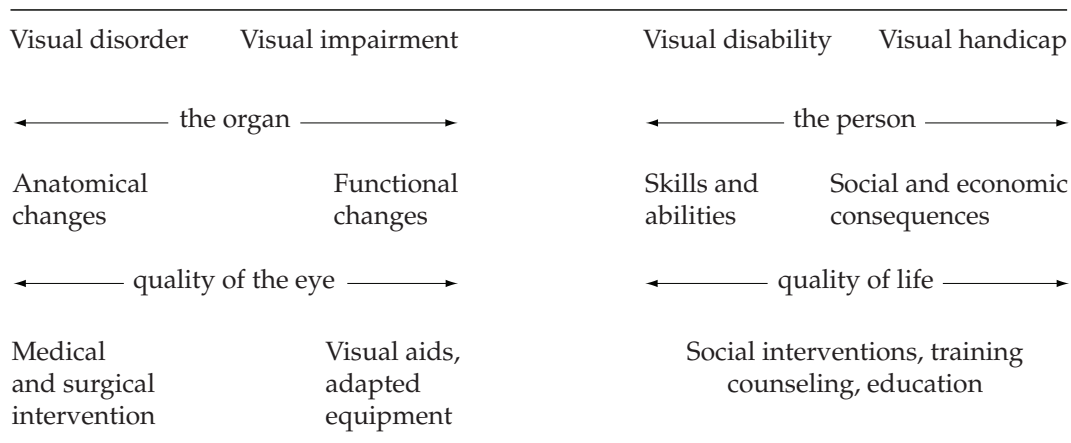 Visual disorder Visual impairment Visual disability Visual handicap
the organ the person
Anatomical Functional Skills and Social and economic
changes changes abilities consequences
quality of the eye quality of life
Medical Visual aids, Social interventions, training
and surgical adapted counseling, education
intervention equipment